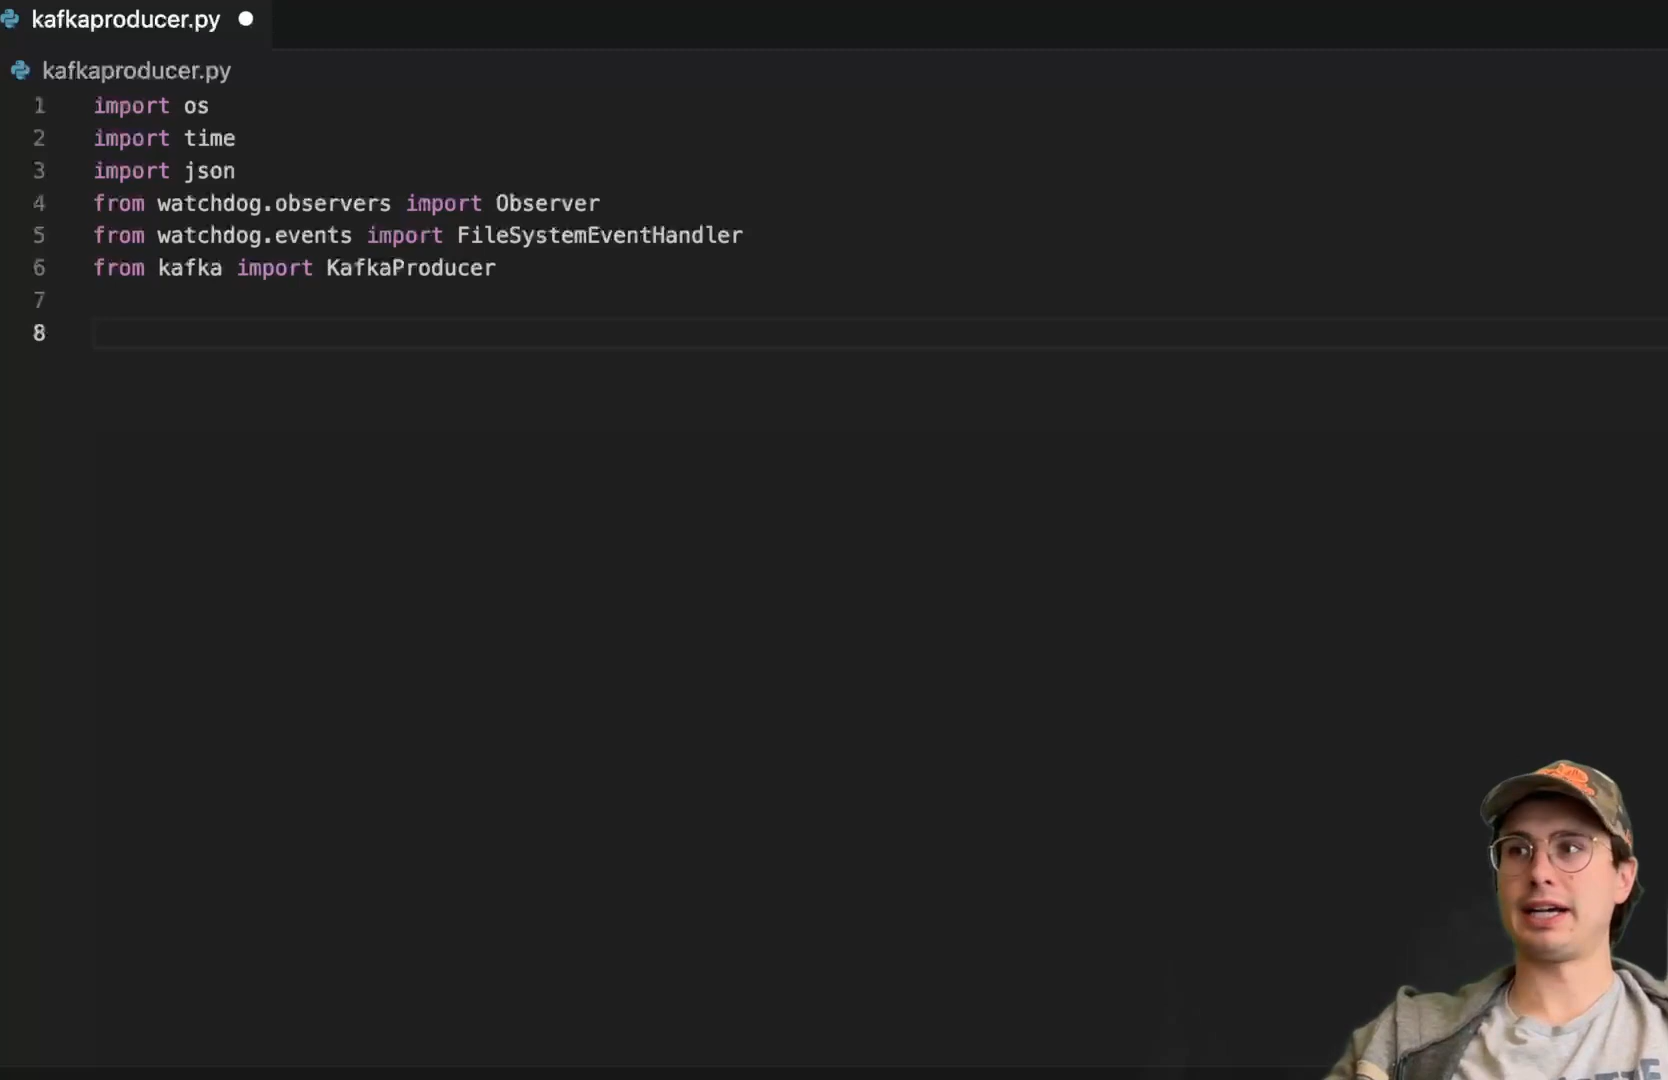 kafkaproducer.py
kafkaproducer.py
1 import os
2 import time
3 import json
4 from watchdog.observers import Observer
5 from watchdog.events import FileSystemEventHandler
6 from kafka import KafkaProducer
7
8